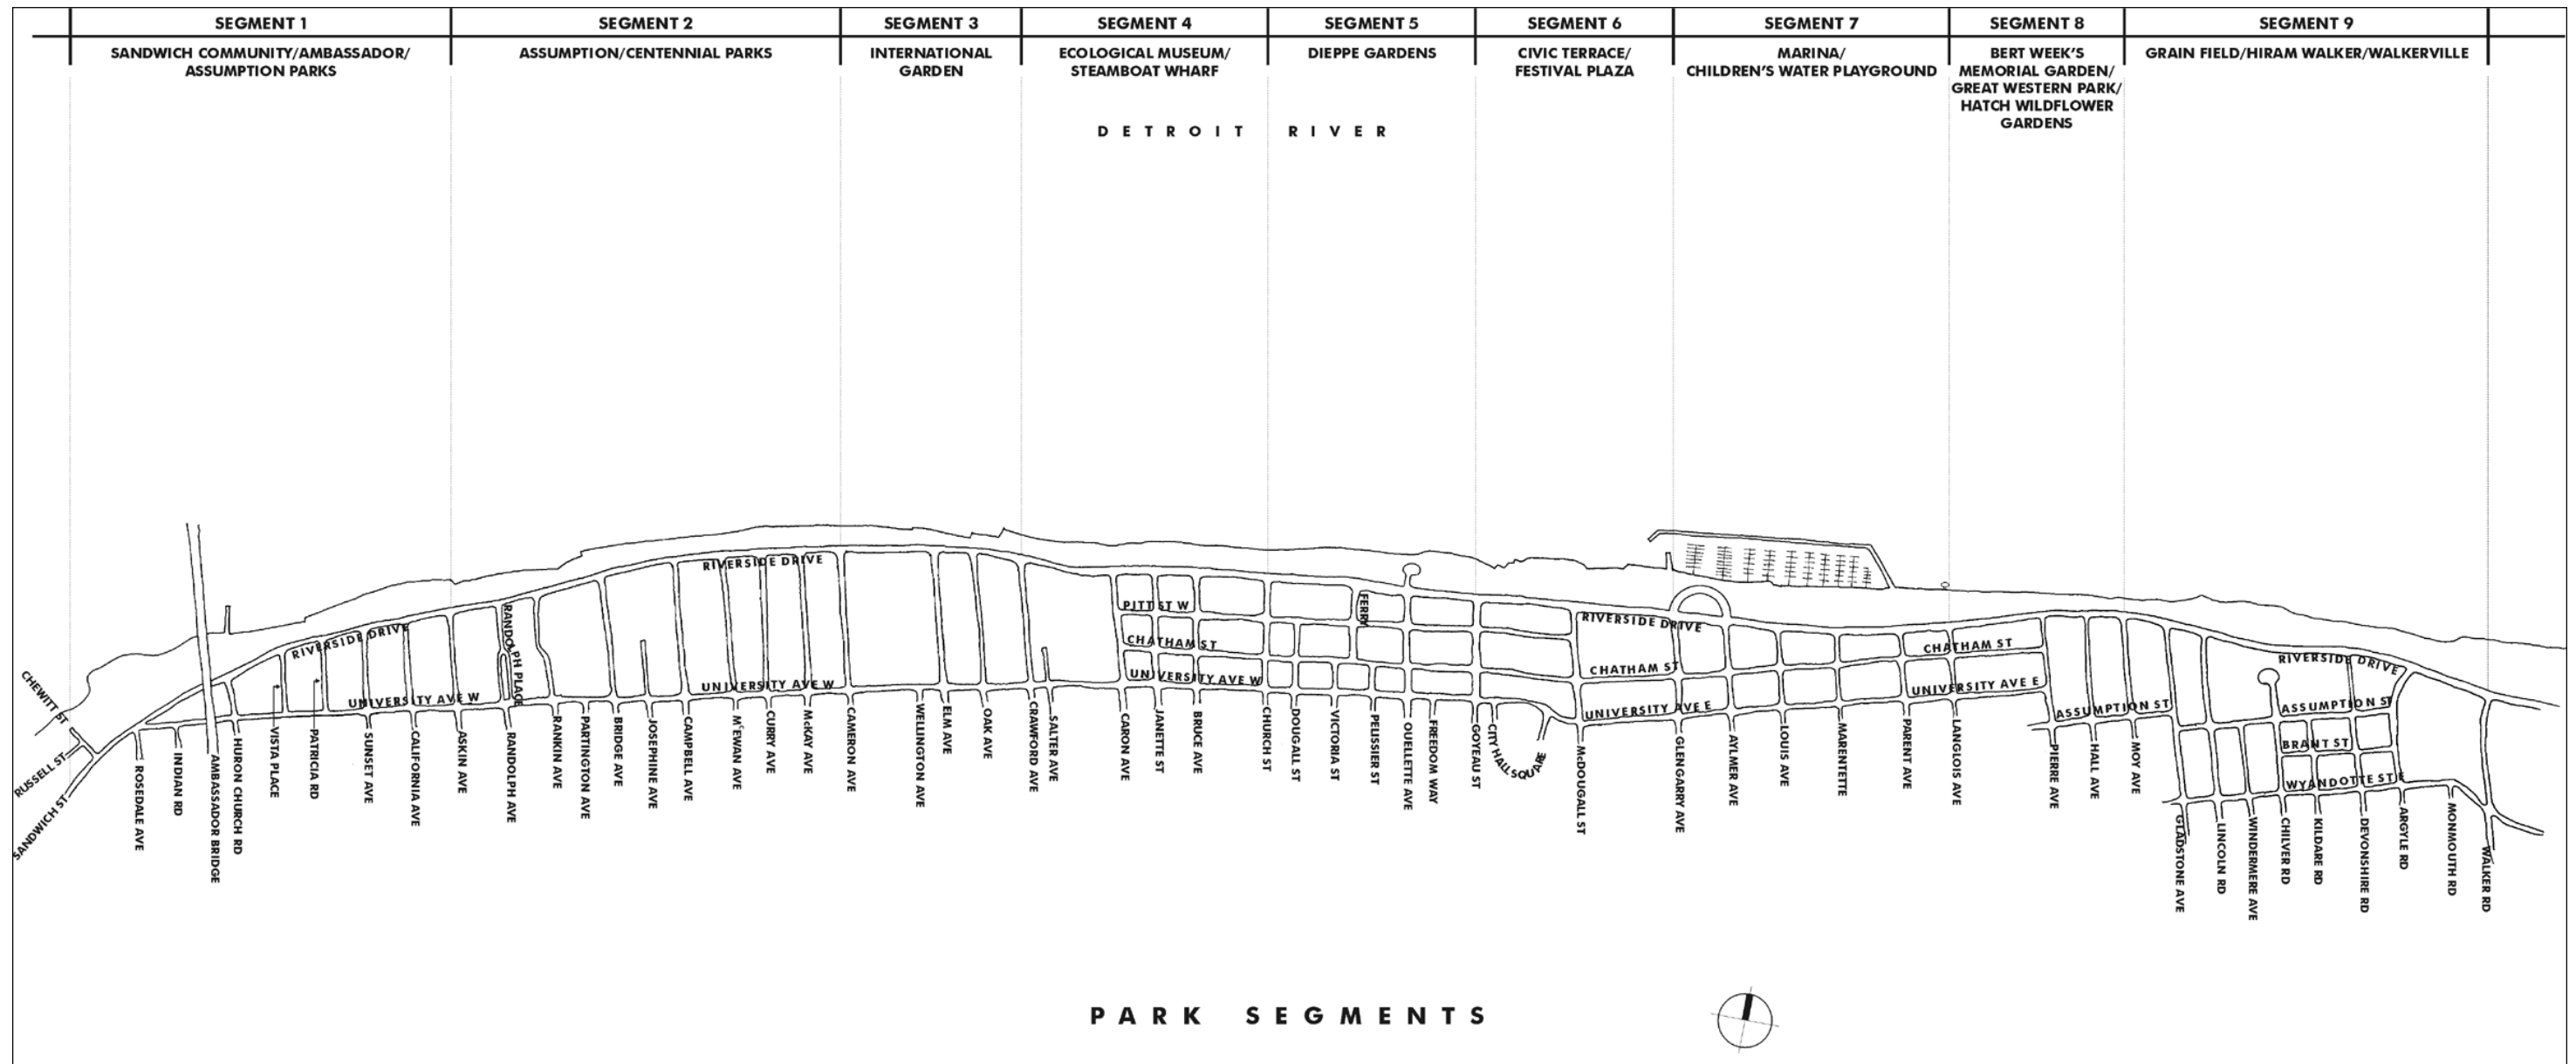 SEGMENT 1
SEGMENT 2
SEGMENT 3
SEGMENT 4
SEGMENT 5
SEGMENT 6
SEGMENT 7
SEGMENT 8
SEGMENT 9
SANDWICH COMMUNITY/AMBASSADOR/
ASSUMPTION PARKS
ASSUMPTION/CENTENNIAL PARKS
INTERNATIONAL
GARDEN
ECOLOGICAL MUSEUM/
STEAMBOAT WHARF
DIEPPE GARDENS
CIVIC TERRACE/
FESTIVAL PLAZA
MARINA/
CHILDREN'S WATER PLAYGROUND
BERT WEEK'S
MEMORIAL GARDEN/
GREAT WESTERN PARK/
HATCH WILDFLOWER
GARDENS
GRAIN FIELD/HIRAM WALKER/WALKERVILLE
DETROIT RIVER
RIVERSIDE DRIVE
RIVERSIDE DRIVE
RIVERSIDE DRIVE
RIVERSIDE DRIVE
RANDOLPH PLACE
PITT ST W
FERRY
CHATHAM ST
CHATHAM ST
CHATHAM ST
UNIVERSITY AVE W
UNIVERSITY AVE W
UNIVERSITY AVE W
UNIVERSITY AVE E
UNIVERSITY AVE E
ASSUMPTION ST
ASSUMPTION ST
BRANT ST
WYANDOTTE ST E
CHEWITT ST
RUSSELL ST
SANDWICH ST
ROSEDALE AVE
INDIAN RD
AMBASSADOR BRIDGE
HURON CHURCH RD
VISTA PLACE
PATRICIA RD
SUNSET AVE
CALIFORNIA AVE
ASKIN AVE
RANDOLPH AVE
RANKIN AVE
PARTINGTON AVE
BRIDGE AVE
JOSEPHINE AVE
CAMPBELL AVE
McEWAN AVE
CURRY AVE
McKAY AVE
CAMERON AVE
WELLINGTON AVE
ELM AVE
OAK AVE
CRAWFORD AVE
SALTER AVE
CARON AVE
JANETTE ST
BRUCE AVE
CHURCH ST
DOUGALL ST
VICTORIA ST
PELISSIER ST
OUELLETTE AVE
FREEDOM WAY
GOYEAU ST
CITY HALL SQUARE
McDOUGALL ST
GLENGARRY AVE
AYLMER AVE
LOUIS AVE
MARENTETTE
PARENT AVE
LANGLOIS AVE
PIERRE AVE
HALL AVE
MOY AVE
GLADSTONE AVE
LINCOLN RD
WINDERMERE AVE
CHILVER RD
KILDARE RD
DEVONSHIRE RD
ARGYLE RD
MONMOUTH RD
WALKER RD
PARK SEGMENTS